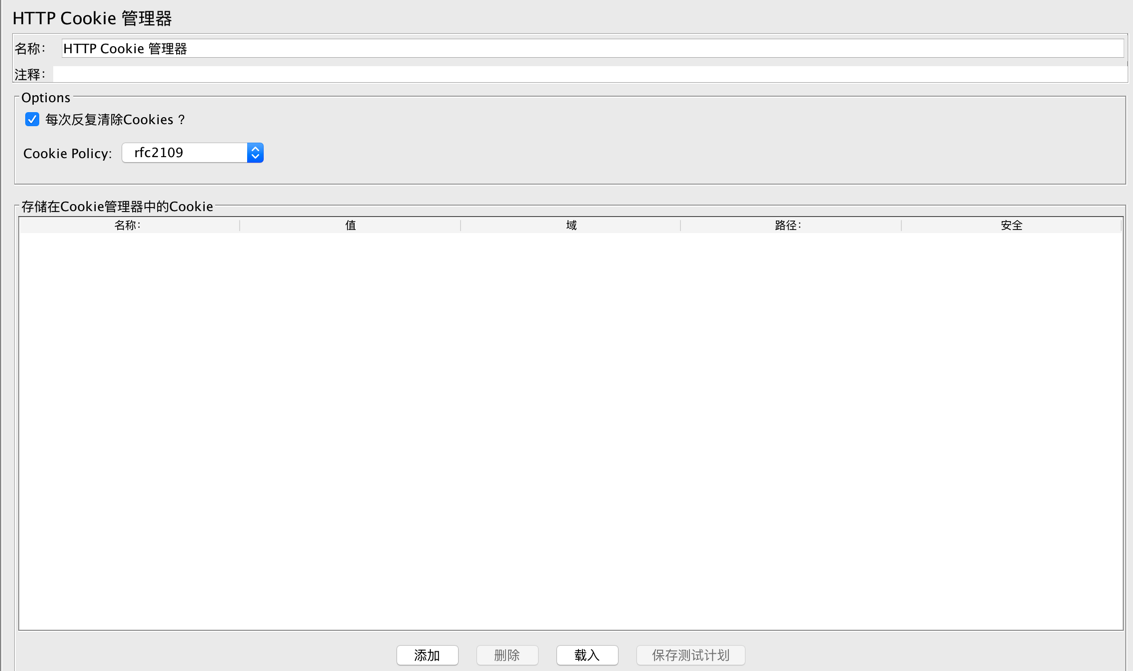 HTTP Cookie 管理器
名称： HTTP Cookie 管理器
注释：
Options
每次反复清除Cookies ?
Cookie Policy: rfc2109
存储在Cookie管理器中的Cookie
名称: 值 域 路径: 安全
添加 删除 载入 保存测试计划